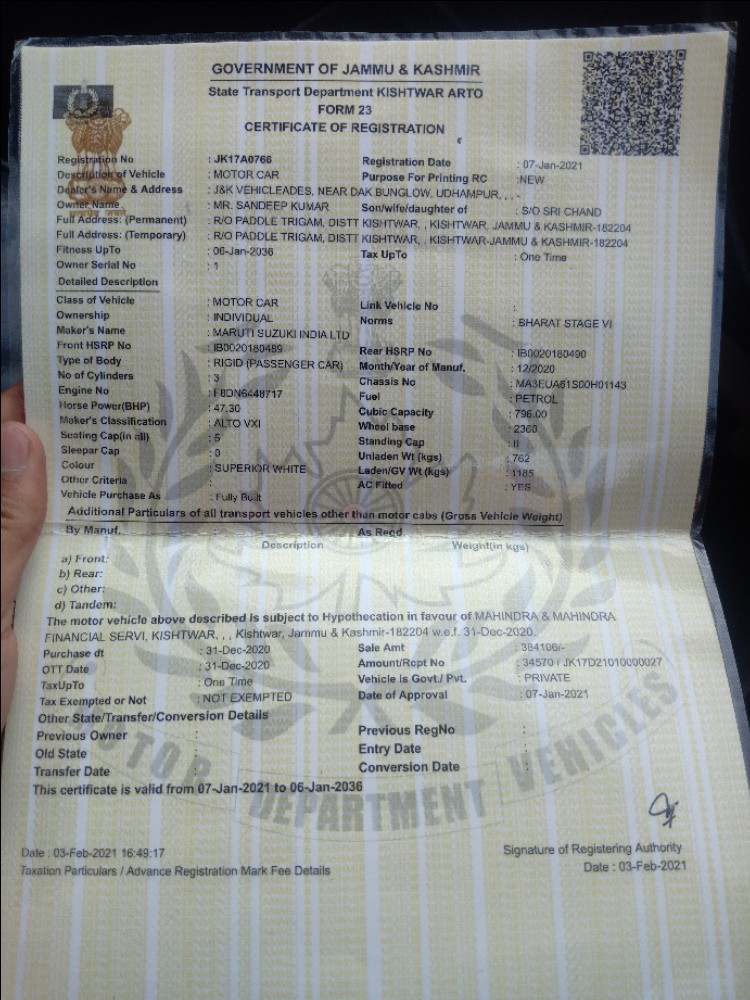 GOVERNMENT OF JAMMU & KASHMIR
State Transport Department KISHTWAR ARTO
FORM 23
CERTIFICATE OF REGISTRATION
Registration No : JK17A0766 Registration Date : 07-Jan-2021
Description of Vehicle : MOTOR CAR Purpose For Printing RC :NEW
Dealer's Name & Address : J&K VEHICLEADES, NEAR DAK BUNGLOW, UDHAMPUR, , , -
Owner Name : MR. SANDEEP KUMAR Son/wife/daughter of : S/O SRI CHAND
Full Address: (Permanent) : R/O PADDLE TRIGAM, DISTT KISHTWAR, , KISHTWAR, JAMMU & KASHMIR-182204
Full Address: (Temporary) : R/O PADDLE TRIGAM, DISTT KISHTWAR, , KISHTWAR-JAMMU & KASHMIR-182204
Fitness UpTo : 06-Jan-2036 Tax UpTo : One Time
Owner Serial No : 1
Detailed Description
Class of Vehicle : MOTOR CAR Link Vehicle No :
Ownership : INDIVIDUAL Norms : BHARAT STAGE VI
Maker's Name : MARUTI SUZUKI INDIA LTD
Front HSRP No : IB0020180489 Rear HSRP No : IB0020180490
Type of Body : RIGID (PASSENGER CAR) Month/Year of Manuf. : 12/2020
No of Cylinders : 3 Chassis No : MA3EUA61S00H01143
Engine No : F8DN6448717 Fuel : PETROL
Horse Power(BHP) : 47.30 Cubic Capacity : 796.00
Maker's Classification : ALTO VXI Wheel base : 2360
Seating Cap(in all) : 5 Standing Cap
Sleepar Cap : 0 Unladen Wt (kgs) : 762
Colour : SUPERIOR WHITE Laden/GV Wt (kgs) : 1185
Other Criteria : AC Fitted : YES
Vehicle Purchase As : Fully Built
Additional Particulars of all transport vehicles other than motor cabs (Gross Vehicle Weight)
By Manuf. : As Regd
Description Weight(in kgs)
a) Front:
b) Rear:
c) Other:
d) Tandem:
The motor vehicle above described is subject to Hypothecation in favour of MAHINDRA & MAHINDRA
FINANCIAL SERVI, KISHTWAR, , , Kishtwar, Jammu & Kashmir-182204 w.e.f. 31-Dec-2020.
Purchase dt : 31-Dec-2020 Sale Amt : 384106/-
OTT Date : 31-Dec-2020 Amount/Rcpt No : 34570 / JK17D21010000027
TaxUpTo : One Time Vehicle is Govt./ Pvt. : PRIVATE
Tax Exempted or Not : NOT EXEMPTED Date of Approval : 07-Jan-2021
Other State/Transfer/Conversion Details
Previous Owner : Previous RegNo :
Old State : Entry Date :
Transfer Date : Conversion Date :
This certificate is valid from 07-Jan-2021 to 06-Jan-2036
MOTOR DEPARTMENT VEHICLES
Signature of Registering Authority
Date : 03-Feb-2021 16:49:17 Date : 03-Feb-2021
Taxation Particulars / Advance Registration Mark Fee Details